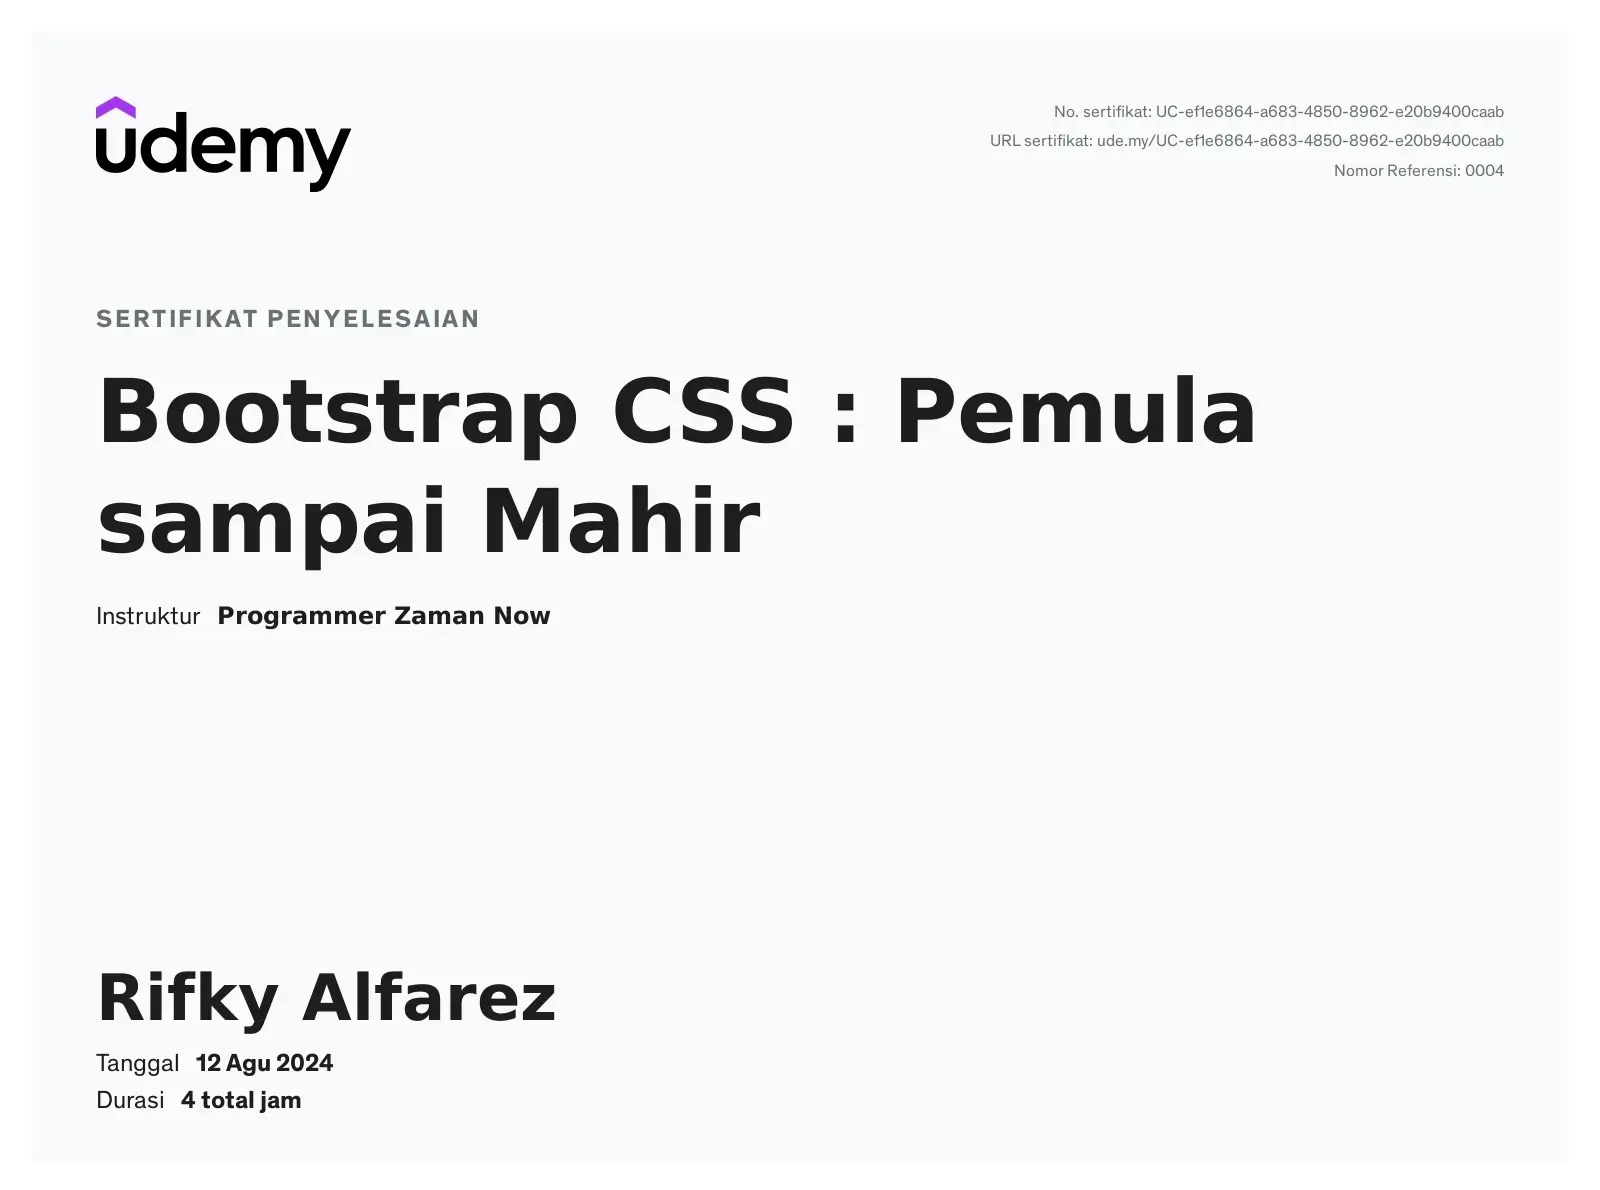 udemy
No. sertifikat: UC-ef1e6864-a683-4850-8962-e20b9400caab
URL sertifikat: ude.my/UC-ef1e6864-a683-4850-8962-e20b9400caab
Nomor Referensi: 0004
SERTIFIKAT PENYELESAIAN
Bootstrap CSS : Pemula
sampai Mahir
Instruktur Programmer Zaman Now
Rifky Alfarez
Tanggal 12 Agu 2024
Durasi 4 total jam